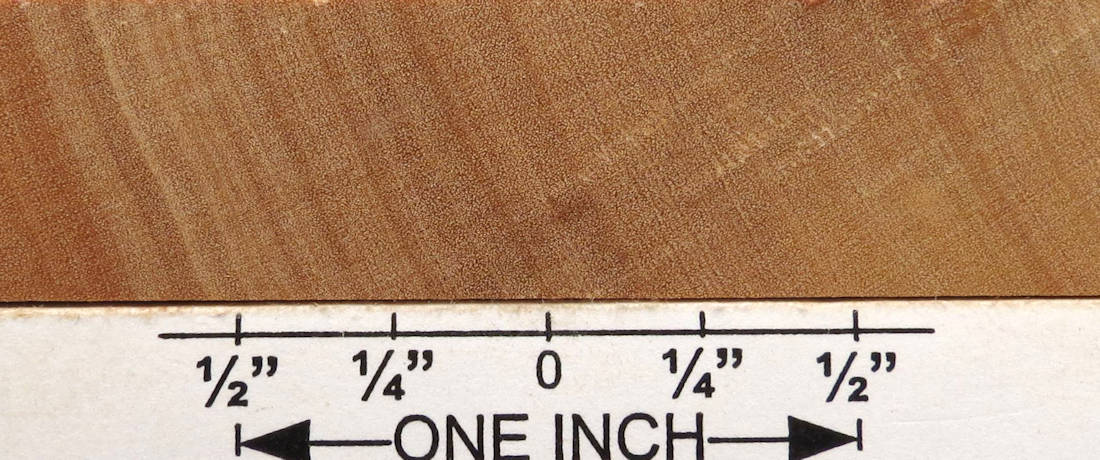 ½” ¼” 0 ¼” ½”
ONE INCH